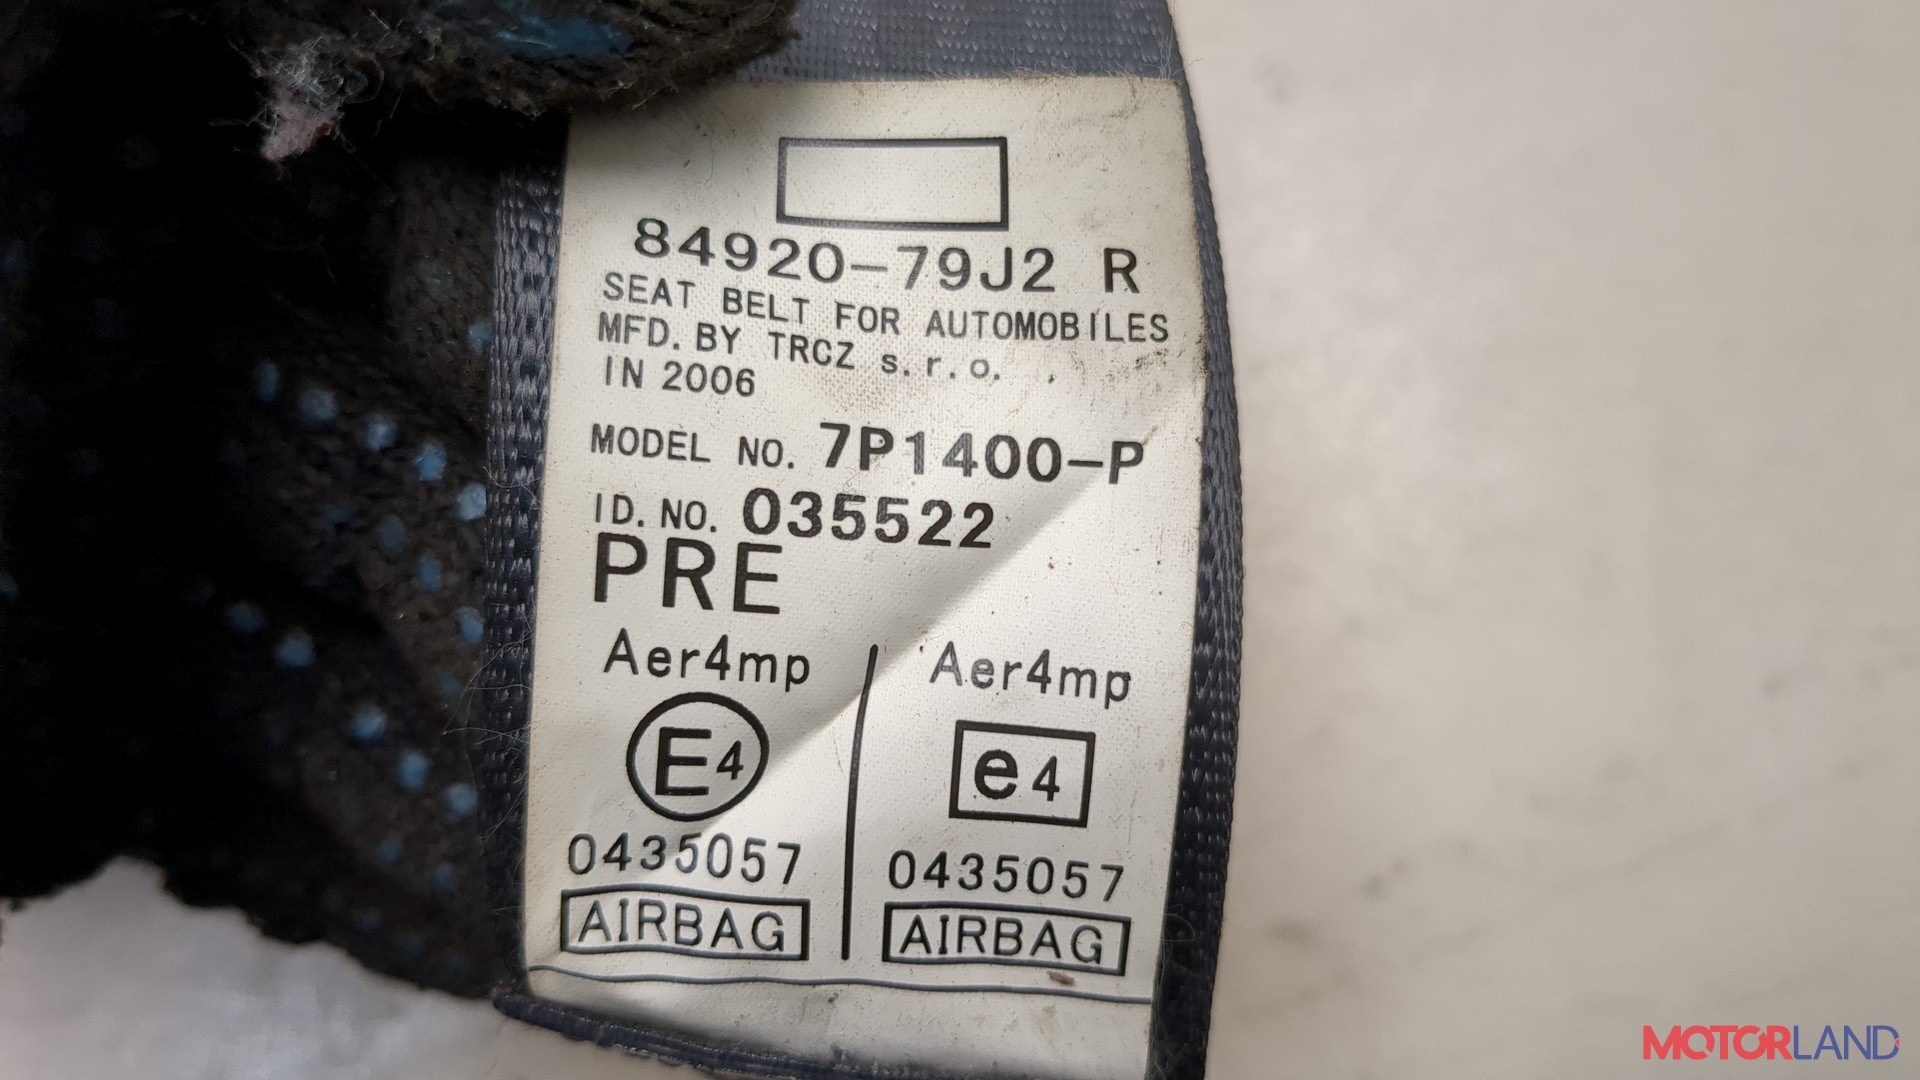 84920-79J2 R
SEAT BELT FOR AUTOMOBILES
MFD. BY TRCZ s.r.o.
IN 2006
MODEL NO. 7P1400-P
ID. NO. 035522
PRE
Aer4mp Aer4mp
E4 e4
0435057 0435057
AIRBAG AIRBAG
MOTORLAND